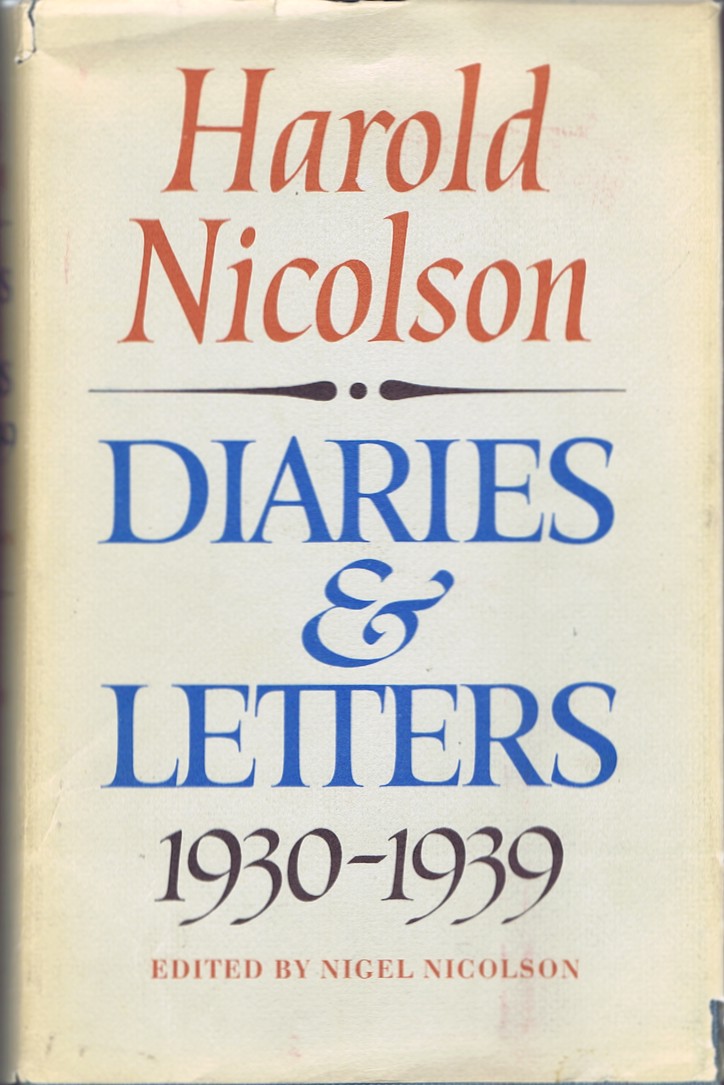 Harold
Nicolson
DIARIES
&
LETTERS
1930-1939
EDITED BY NIGEL NICOLSON